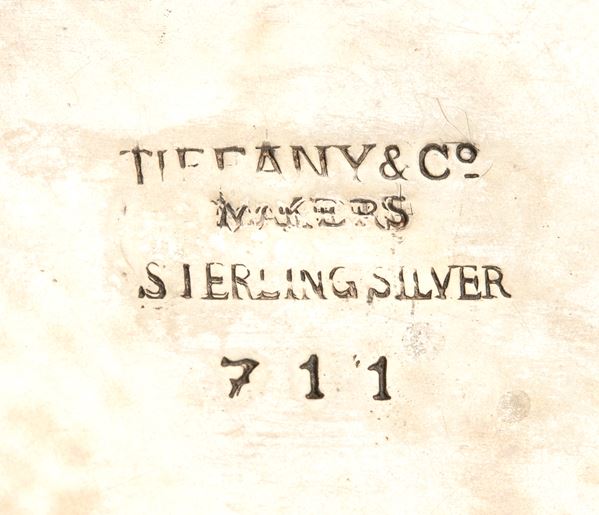 TIFFANY & Cº
MAKERS
STERLING SILVER
711